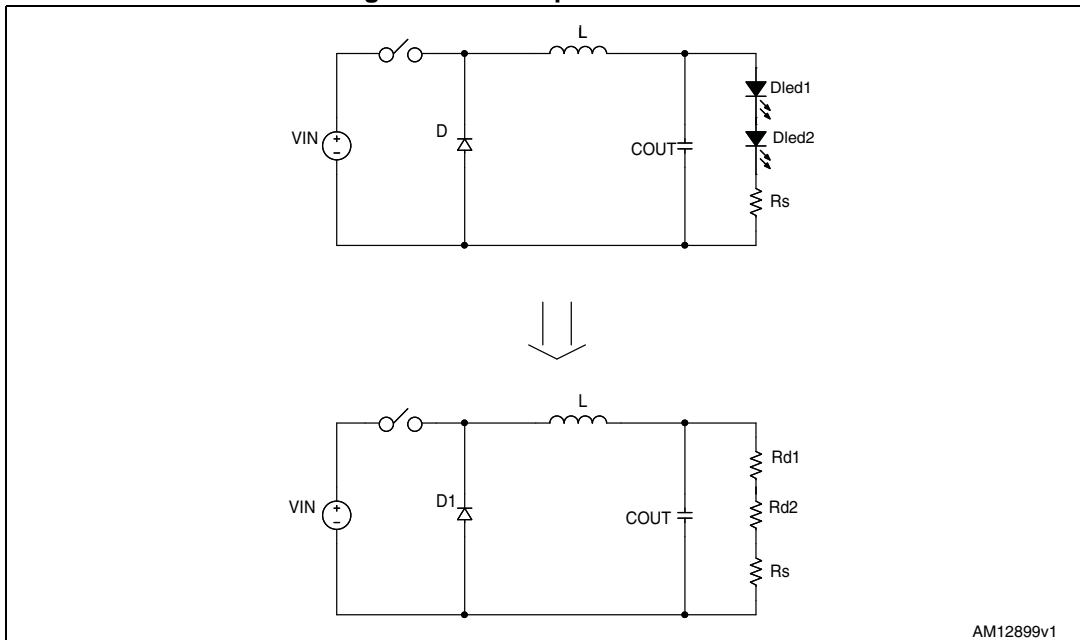 L
Dled1
D
VIN
+
-
Dled2
COUT
Rs
L
Rd1
D1
VIN
+
-
Rd2
COUT
Rs
AM12899v1